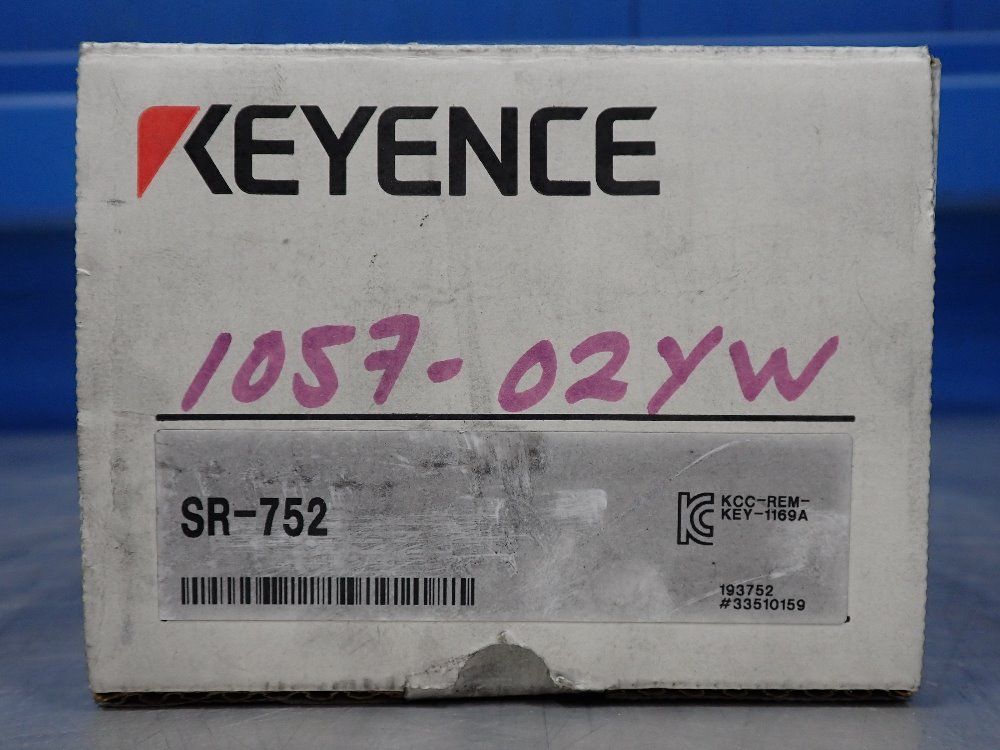 KEYENCE
1057-02YW
SR-752
KCC-REM-
KEY-1169A
193752
#33510159